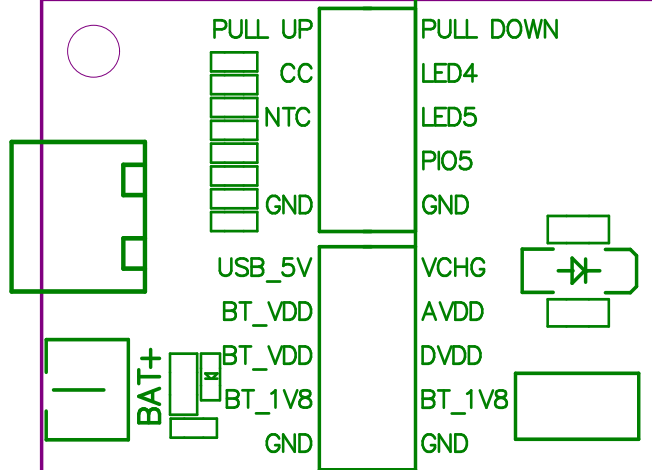 PULL UP PULL DOWN
CC LED4
NTC LED5
PIO5
GND GND
USB_5V VCHG
BT_VDD AVDD
BT_VDD DVDD
BT_1V8 BT_1V8
GND GND
BAT+